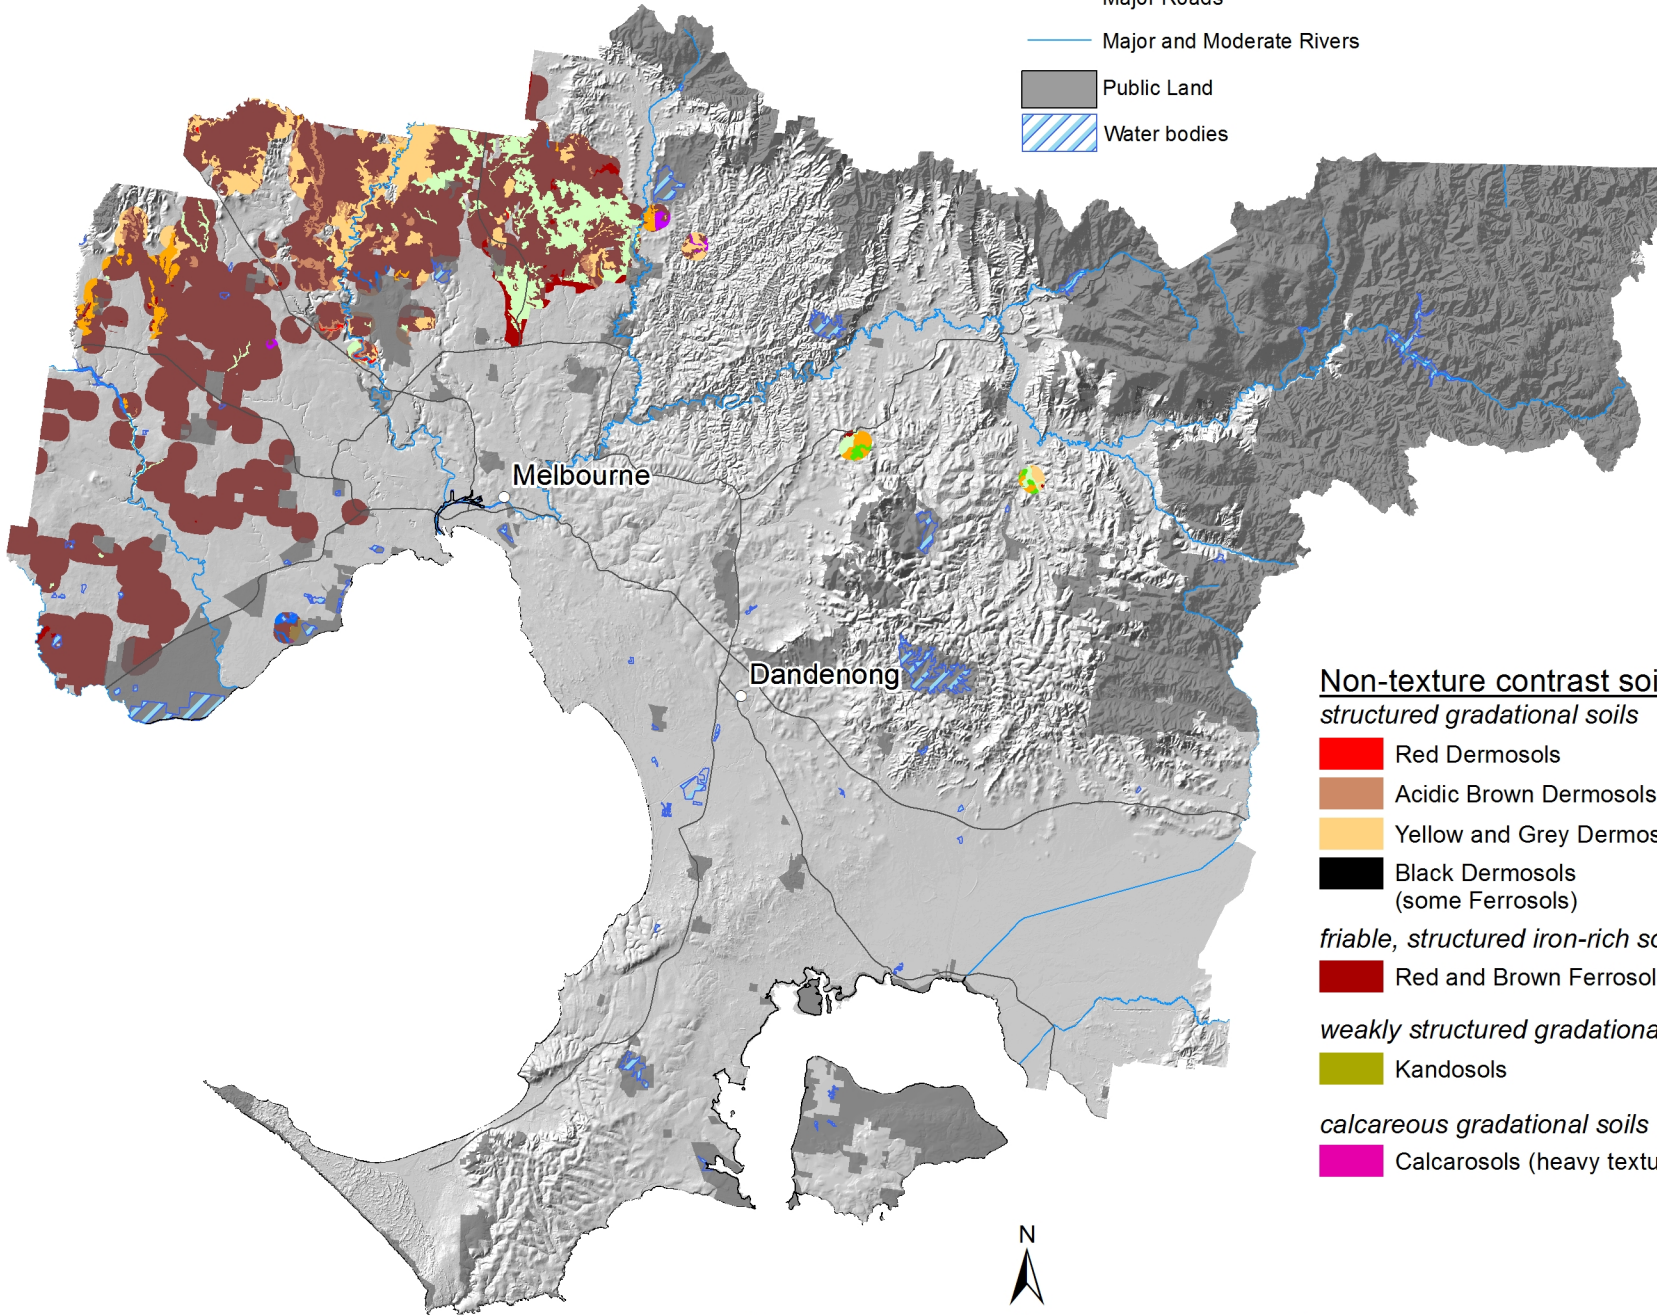 Major Roads
Major and Moderate Rivers
Public Land
Water bodies
Melbourne
Dandenong
Non-texture contrast soi
structured gradational soils
Red Dermosols
Acidic Brown Dermosols
Yellow and Grey Dermos
Black Dermosols
(some Ferrosols)
friable, structured iron-rich so
Red and Brown Ferrosol
weakly structured gradationa
Kandosols
calcareous gradational soils
Calcarosols (heavy textu
N